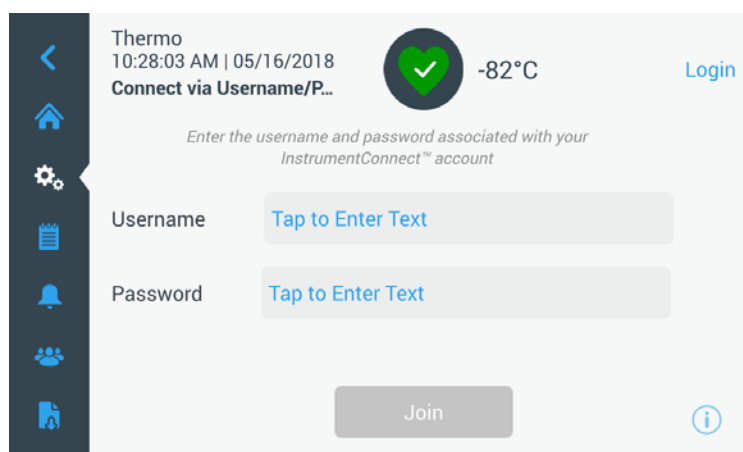 Thermo
10:28:03 AM | 05/16/2018
Connect via Username/P...
-82°C
Login
Enter the username and password associated with your
InstrumentConnect™ account
Username
Tap to Enter Text
Password
Tap to Enter Text
Join